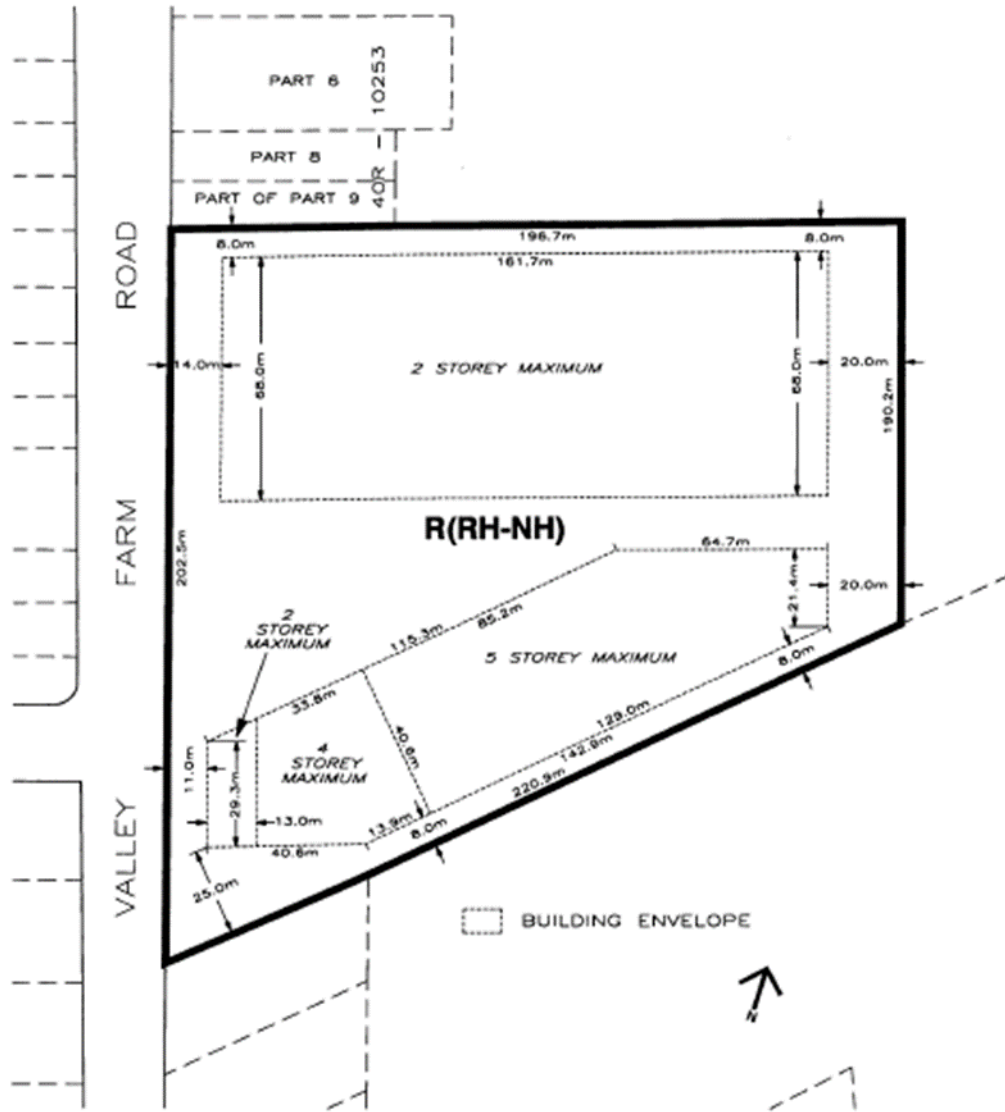 PART 6
40R - 10253
PART 8
PART OF PART 9
8.0m
196.7m
8.0m
161.7m
14.0m
68.0m
2 STOREY MAXIMUM
68.0m
20.0m
190.2m
R(RH-NH)
202.5m
64.7m
21.4m
20.0m
2
STOREY
MAXIMUM
115.3m
85.2m
5 STOREY MAXIMUM
8.0m
33.8m
40.6m
129.0m
142.9m
220.9m
4
STOREY
MAXIMUM
11.0m
29.3m
13.0m
13.9m
8.0m
40.6m
25.0m
VALLEY FARM ROAD
BUILDING ENVELOPE
N